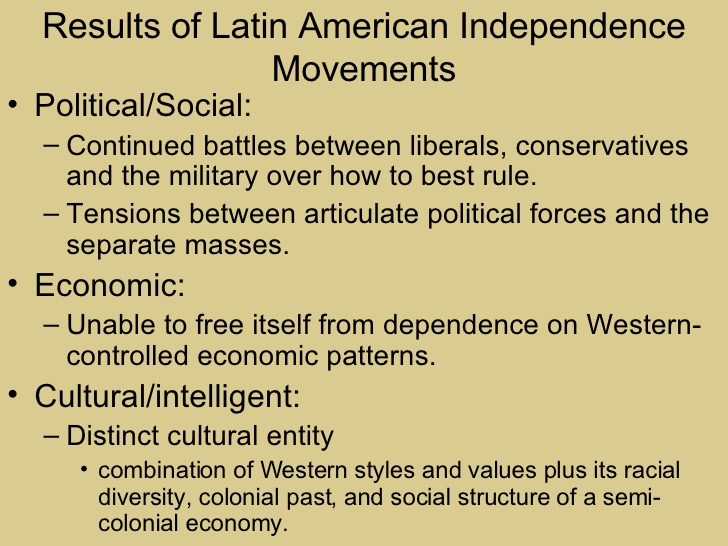 Results of Latin American Independence
Movements
• Political/Social:
– Continued battles between liberals, conservatives
and the military over how to best rule.
– Tensions between articulate political forces and the
separate masses.
• Economic:
– Unable to free itself from dependence on Western-
controlled economic patterns.
• Cultural/intelligent:
– Distinct cultural entity
• combination of Western styles and values plus its racial
diversity, colonial past, and social structure of a semi-
colonial economy.